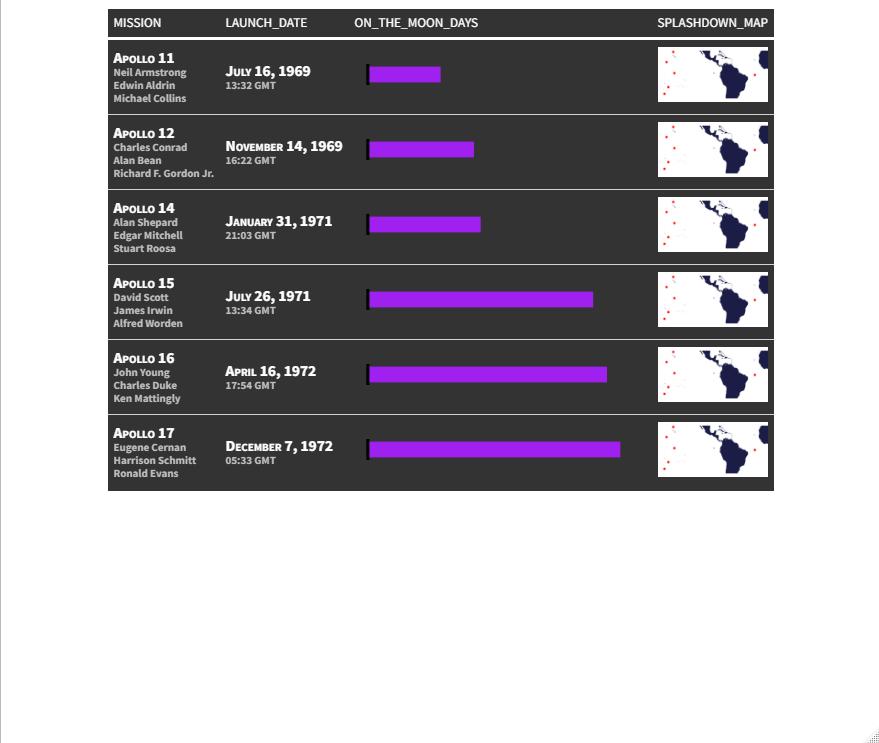 MISSION LAUNCH_DATE ON_THE_MOON_DAYS SPLASHDOWN_MAP
Apollo 11
Neil Armstrong
Edwin Aldrin
Michael Collins
July 16, 1969
13:32 GMT
Apollo 12
Charles Conrad
Alan Bean
Richard F. Gordon Jr.
November 14, 1969
16:22 GMT
Apollo 14
Alan Shepard
Edgar Mitchell
Stuart Roosa
January 31, 1971
21:03 GMT
Apollo 15
David Scott
James Irwin
Alfred Worden
July 26, 1971
13:34 GMT
Apollo 16
John Young
Charles Duke
Ken Mattingly
April 16, 1972
17:54 GMT
Apollo 17
Eugene Cernan
Harrison Schmitt
Ronald Evans
December 7, 1972
05:33 GMT